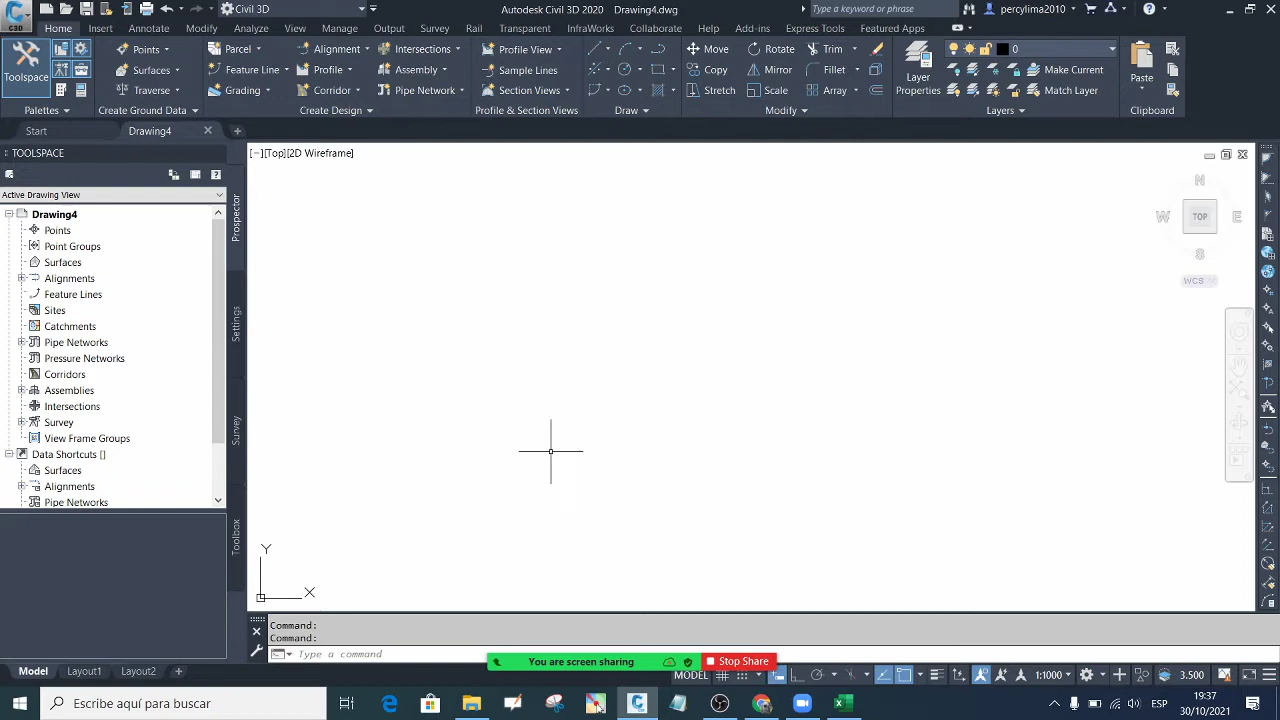 Civil 3D
Autodesk Civil 3D 2020 Drawing4.dwg
Type a keyword or phrase
percylima2010
C3D
Home Insert Annotate Modify Analyze View Manage Output Survey Rail Transparent InfraWorks Collaborate Help Add-ins Express Tools Featured Apps
Points Parcel Alignment Intersections Profile View Move Rotate Trim 0
Toolspace Surfaces Feature Line Profile Assembly Sample Lines Copy Mirror Fillet Layer Properties Make Current Paste
Traverse Grading Corridor Pipe Network Section Views Stretch Scale Array Match Layer
Palettes Create Ground Data Create Design Profile & Section Views Draw Modify Layers Clipboard
Start Drawing4
TOOLSPACE
[−][Top][2D Wireframe]
Active Drawing View
Drawing4
Points
Point Groups
Surfaces
Alignments
Feature Lines
Sites
Catchments
Pipe Networks
Pressure Networks
Corridors
Assemblies
Intersections
Survey
View Frame Groups
Data Shortcuts []
Surfaces
Alignments
Pipe Networks
Prospector
Settings
Survey
Toolbox
N
W TOP E
S
WCS
Y
X
Command:
Command:
Type a command
You are screen sharing Stop Share
Model Layout1 Layout2 MODEL 1:1000 3.500
Escribe aquí para buscar
ESP
19:37
30/10/2021